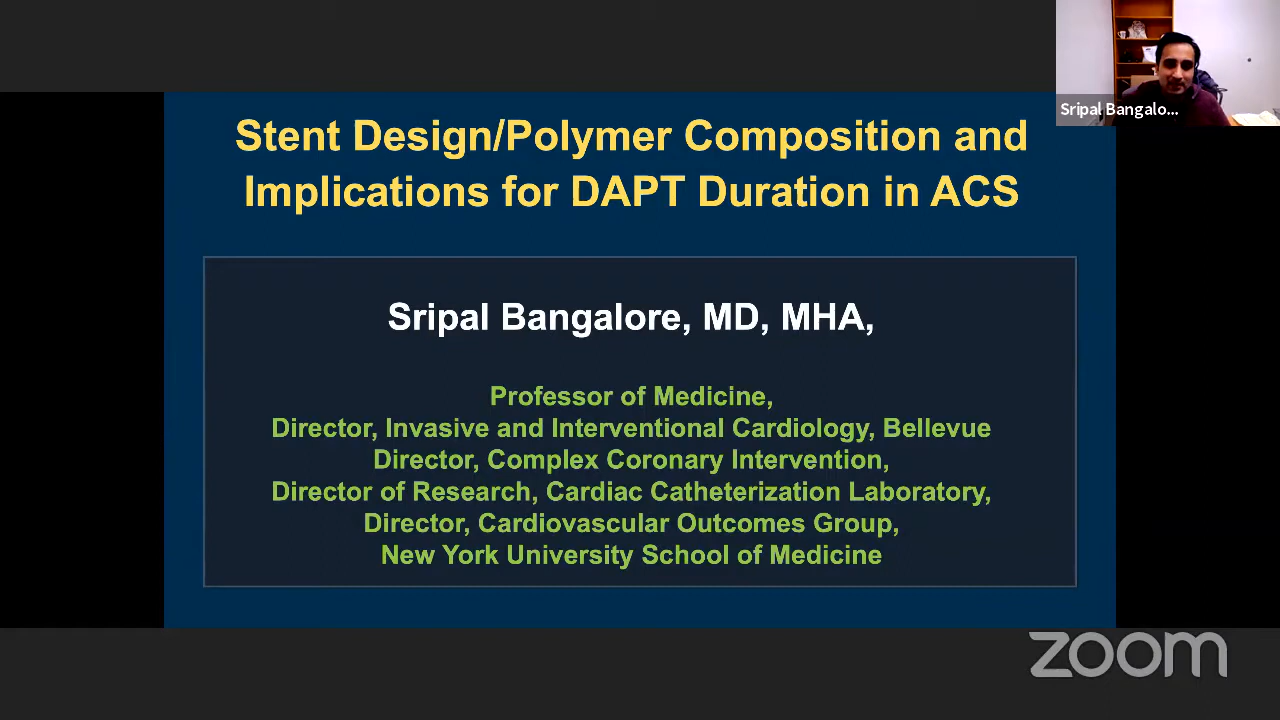 Stent Design/Polymer Composition and
Implications for DAPT Duration in ACS
Sripal Bangalore, MD, MHA,
Professor of Medicine,
Director, Invasive and Interventional Cardiology, Bellevue
Director, Complex Coronary Intervention,
Director of Research, Cardiac Catheterization Laboratory,
Director, Cardiovascular Outcomes Group,
New York University School of Medicine
Sripal Bangalo...
zoom